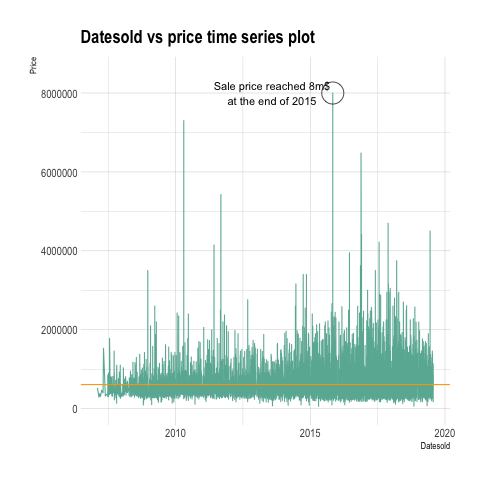 Datesold vs price time series plot
Price
Sale price reached 8m$
at the end of 2015
8000000
6000000
4000000
2000000
0
2010
2015
2020
Datesold